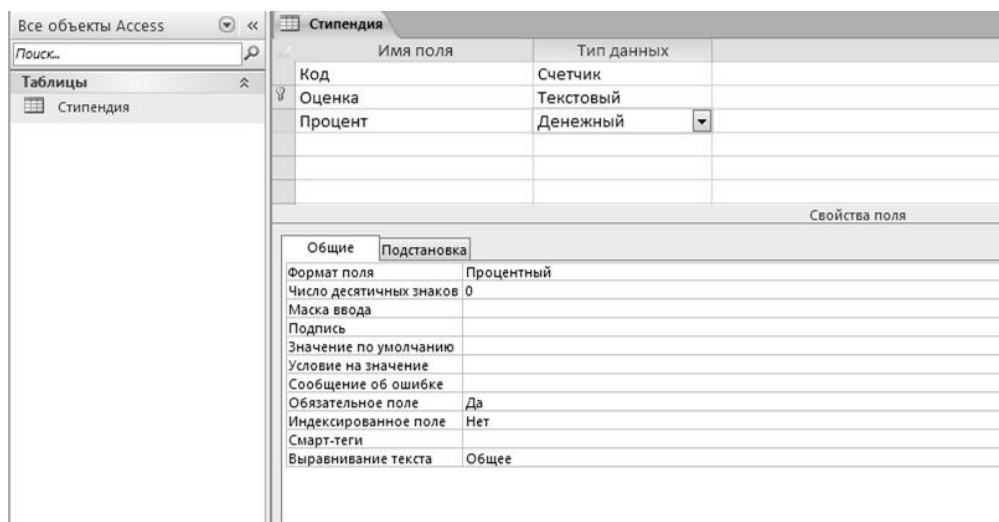 Все объекты Access
Поиск...
Таблицы
Стипендия
Стипендия
Имя поля Тип данных
Код Счетчик
Оценка Текстовый
Процент Денежный
Свойства поля
Общие Подстановка
Формат поля Процентный
Число десятичных знаков 0
Маска ввода
Подпись
Значение по умолчанию
Условие на значение
Сообщение об ошибке
Обязательное поле Да
Индексированное поле Нет
Смарт-теги
Выравнивание текста Общее